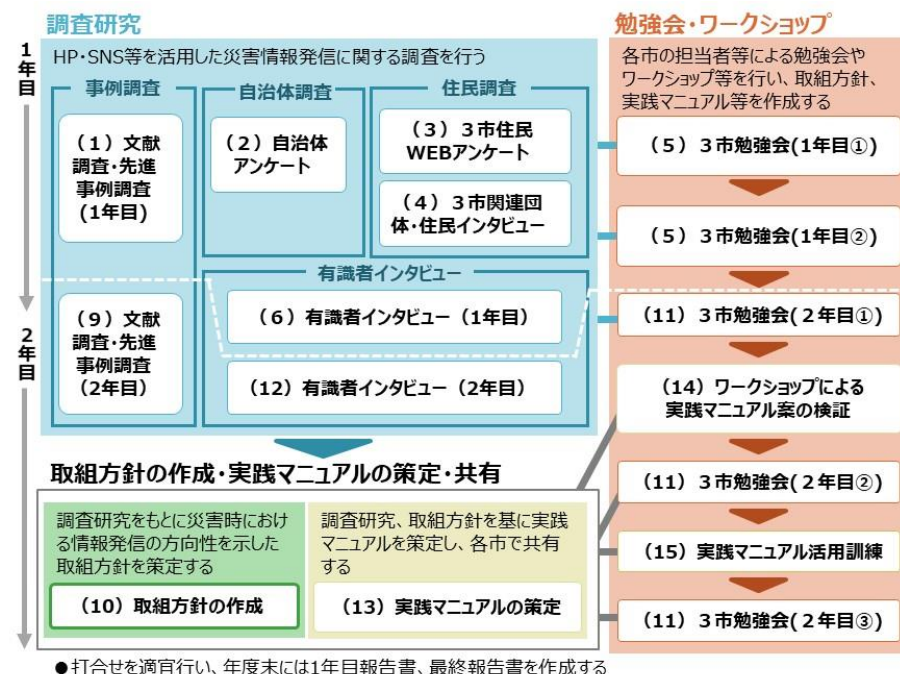 調査研究
HP・SNS等を活用した災害情報発信に関する調査を行う
1年目
2年目
事例調査
(1) 文献
調査・先進
事例調査
(1年目)
(9) 文献
調査・先進
事例調査
(2年目)
自治体調査
(2) 自治体
アンケート
住民調査
(3) 3市住民
WEBアンケート
(4) 3市関連団
体・住民インタビュー
有識者インタビュー
(6) 有識者インタビュー (1年目)
(12) 有識者インタビュー (2年目)
取組方針の作成・実践マニュアルの策定・共有
調査研究をもとに災害時におけ
る情報発信の方向性を示した
取組方針を策定する
(10) 取組方針の作成
調査研究、取組方針を基に実践
マニュアルを策定し、各市で共有
する
(13) 実践マニュアルの策定
勉強会・ワークショップ
各市の担当者等による勉強会や
ワークショップ等を行い、取組方針、
実践マニュアル等を作成する
(5) 3市勉強会(1年目①)
(5) 3市勉強会(1年目②)
(11) 3市勉強会(2年目①)
(14) ワークショップによる
実践マニュアル案の検証
(11) 3市勉強会(2年目②)
(15) 実践マニュアル活用訓練
(11) 3市勉強会(2年目③)
●打合せを適宜行い、年度末には1年目報告書、最終報告書を作成する